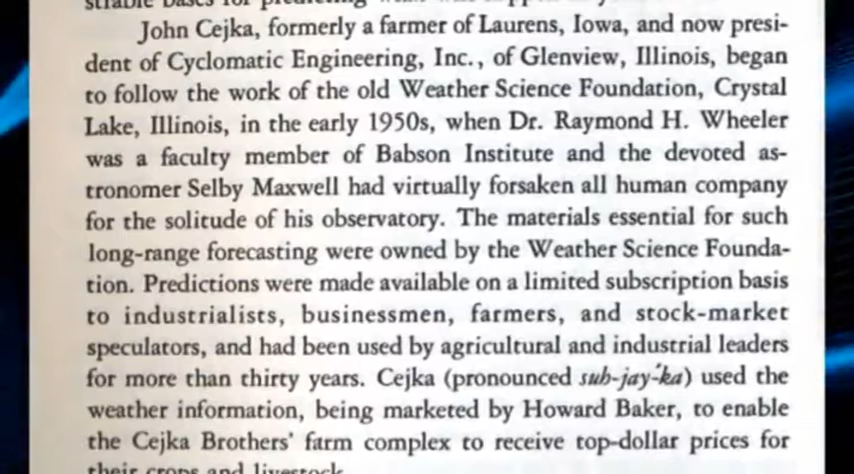 John Cejka, formerly a farmer of Laurens, Iowa, and now presi-
dent of Cyclomatic Engineering, Inc., of Glenview, Illinois, began
to follow the work of the old Weather Science Foundation, Crystal
Lake, Illinois, in the early 1950s, when Dr. Raymond H. Wheeler
was a faculty member of Babson Institute and the devoted as-
tronomer Selby Maxwell had virtually forsaken all human company
for the solitude of his observatory. The materials essential for such
long-range forecasting were owned by the Weather Science Founda-
tion. Predictions were made available on a limited subscription basis
to industrialists, businessmen, farmers, and stock-market
speculators, and had been used by agricultural and industrial leaders
for more than thirty years. Cejka (pronounced sub-jay´-ka) used the
weather information, being marketed by Howard Baker, to enable
the Cejka Brothers' farm complex to receive top-dollar prices for
their crops and livestock